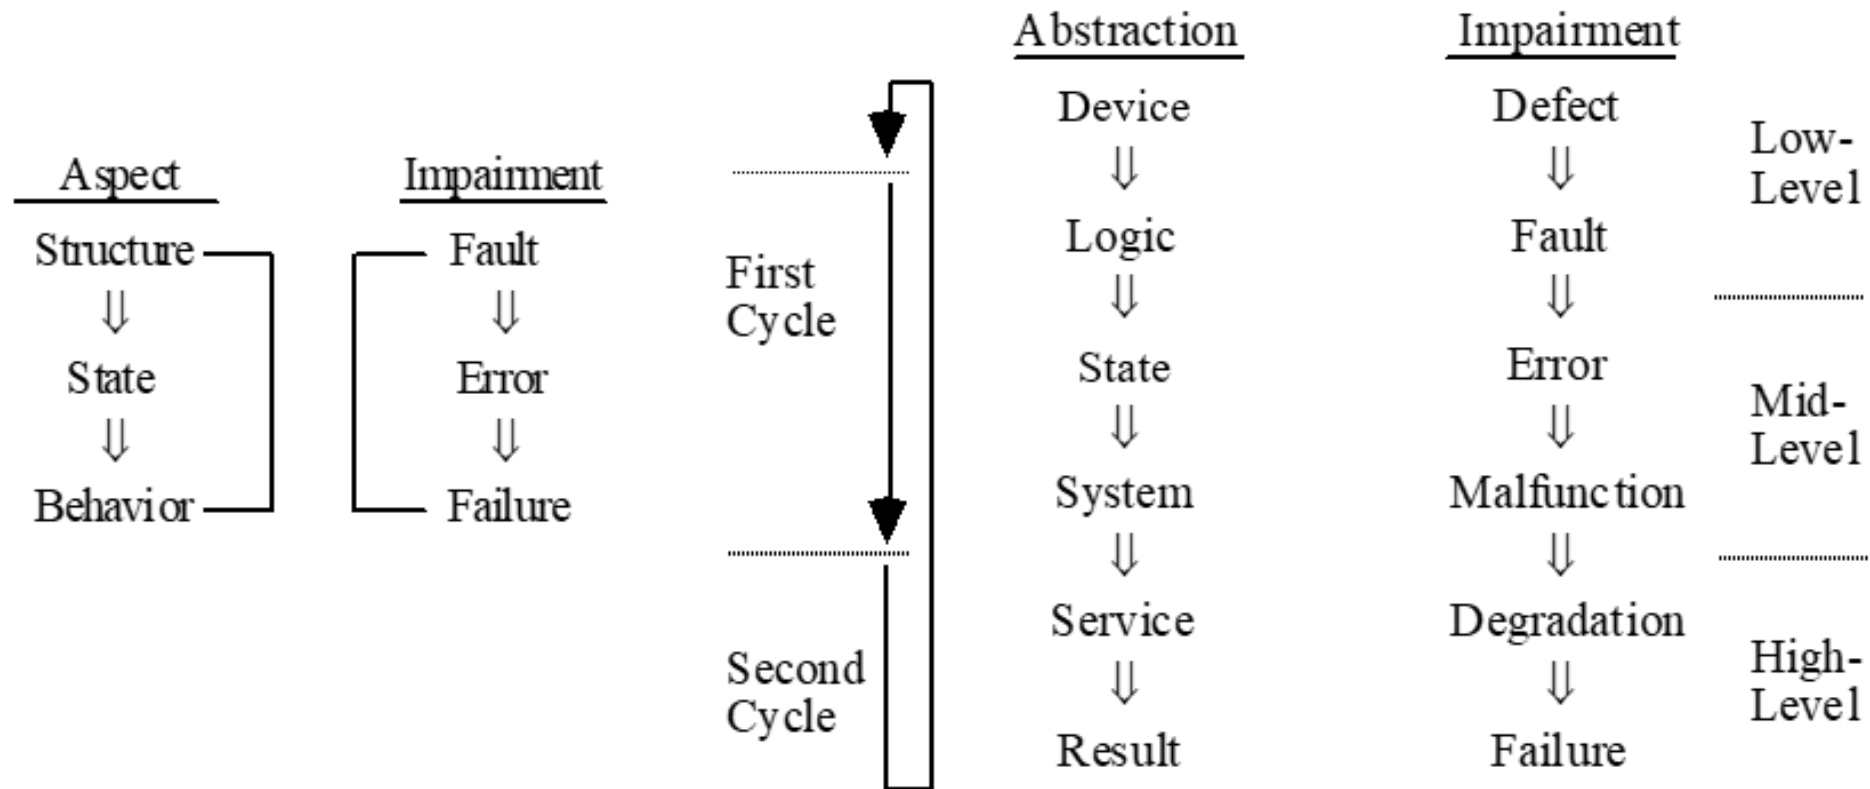 Aspect
Impairment
Structure
Fault
State
Error
Behavior
Failure
First
Cycle
Second
Cycle
Abstraction
Impairment
Device
Defect
Logic
Fault
State
Error
System
Malfunction
Service
Degradation
Result
Failure
Low-
Level
Mid-
Level
High-
Level